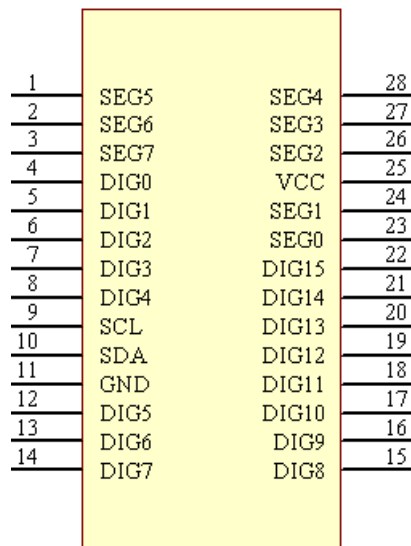 1 SEG5 SEG4 28
2 SEG6 SEG3 27
3 SEG7 SEG2 26
4 DIG0 VCC 25
5 DIG1 SEG1 24
6 DIG2 SEG0 23
7 DIG3 DIG15 22
8 DIG4 DIG14 21
9 SCL DIG13 20
10 SDA DIG12 19
11 GND DIG11 18
12 DIG5 DIG10 17
13 DIG6 DIG9 16
14 DIG7 DIG8 15